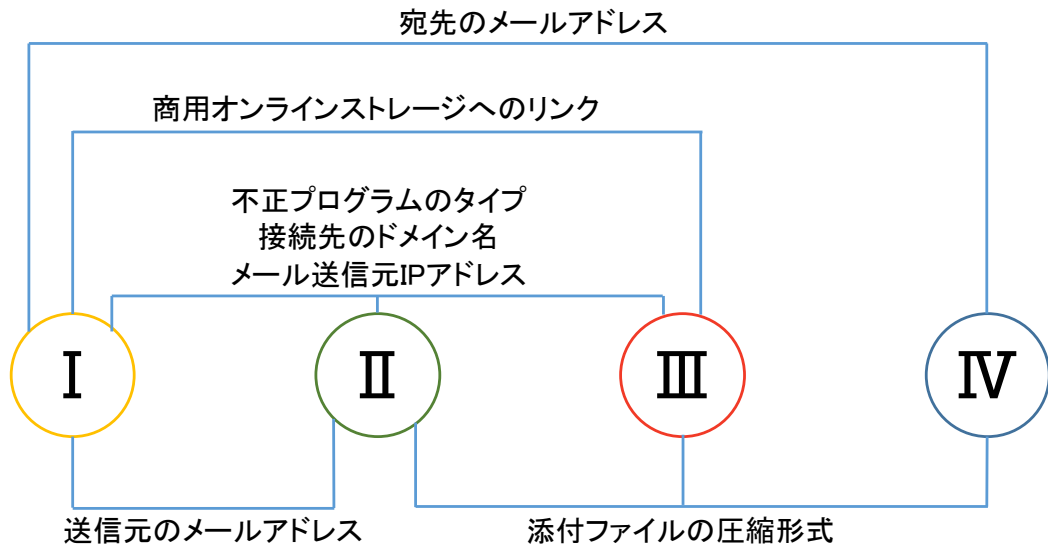 宛先のメールアドレス
商用オンラインストレージへのリンク
不正プログラムのタイプ
接続先のドメイン名
メール送信元IPアドレス
Ⅰ Ⅱ Ⅲ Ⅳ
送信元のメールアドレス 添付ファイルの圧縮形式